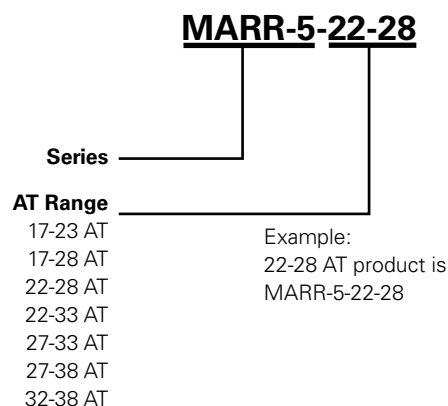 MARR-5-22-28
Series
AT Range
17-23 AT
17-28 AT
22-28 AT
22-33 AT
27-33 AT
27-38 AT
32-38 AT
Example:
22-28 AT product is
MARR-5-22-28